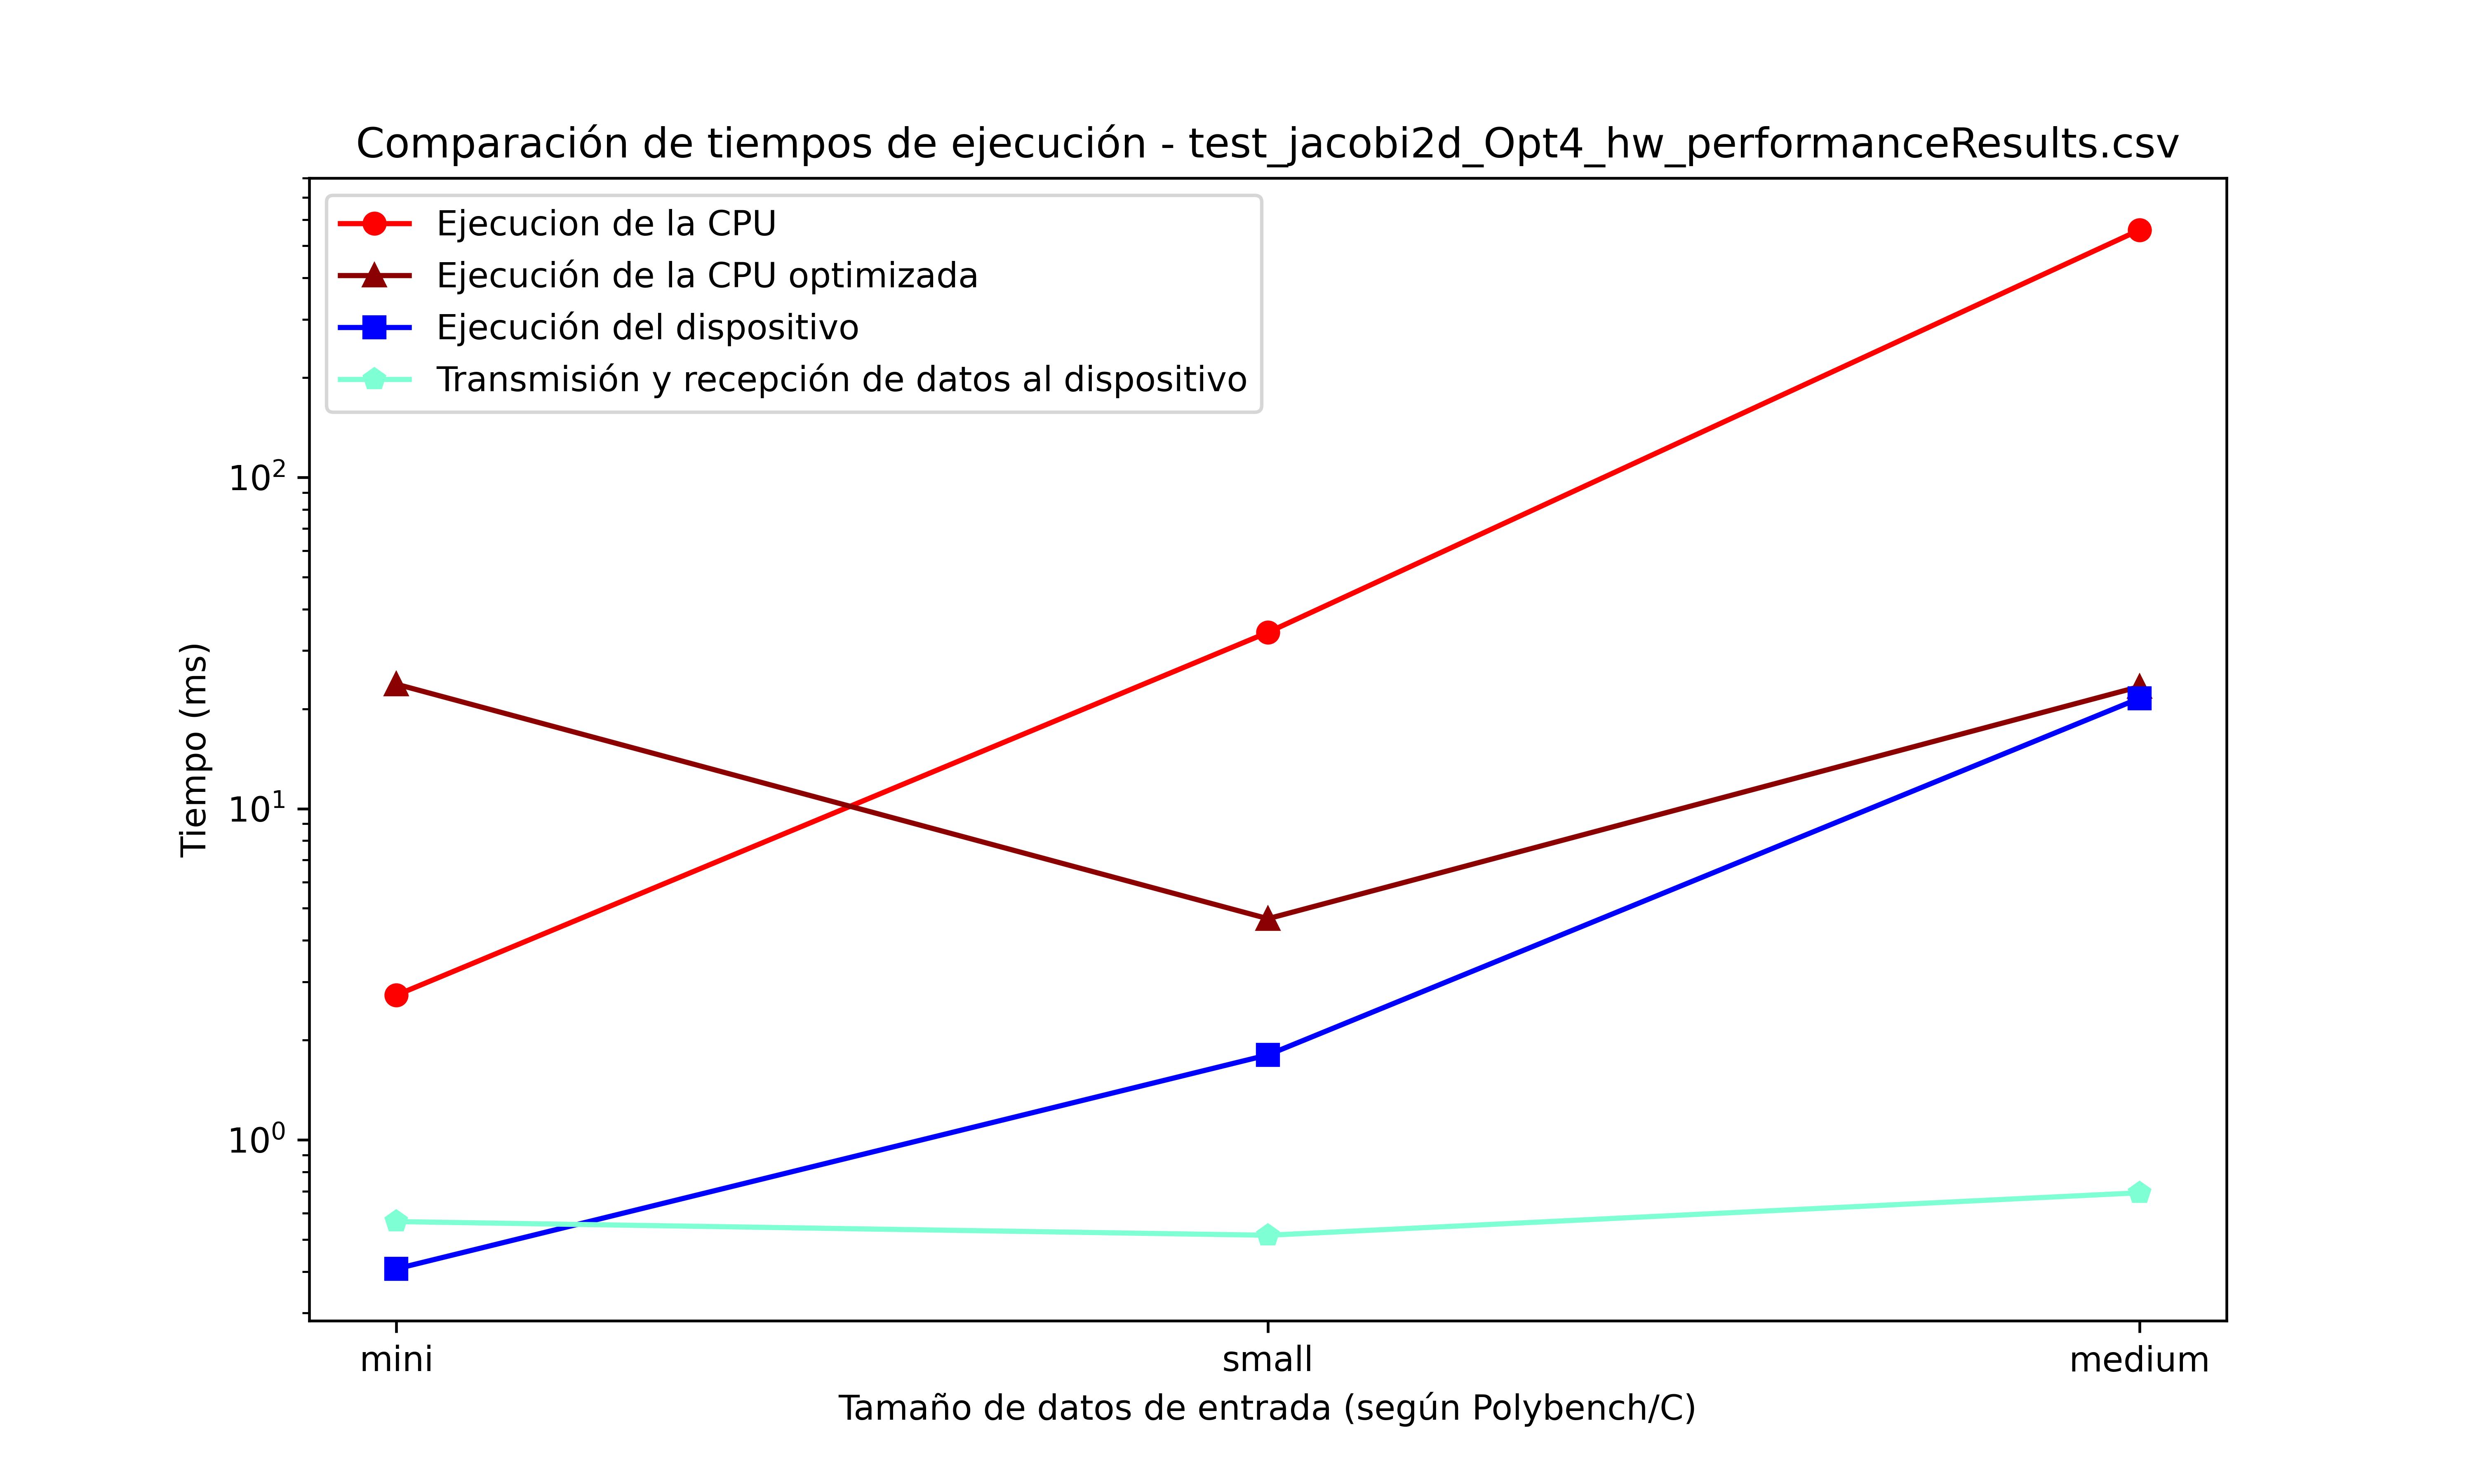 Comparación de tiempos de ejecución - test_jacobi2d_Opt4_hw_performanceResults.csv
Ejecucion de la CPU
Ejecución de la CPU optimizada
Ejecución del dispositivo
Transmisión y recepción de datos al dispositivo
Tiempo (ms)
10²
10¹
10⁰
mini
small
medium
Tamaño de datos de entrada (según Polybench/C)